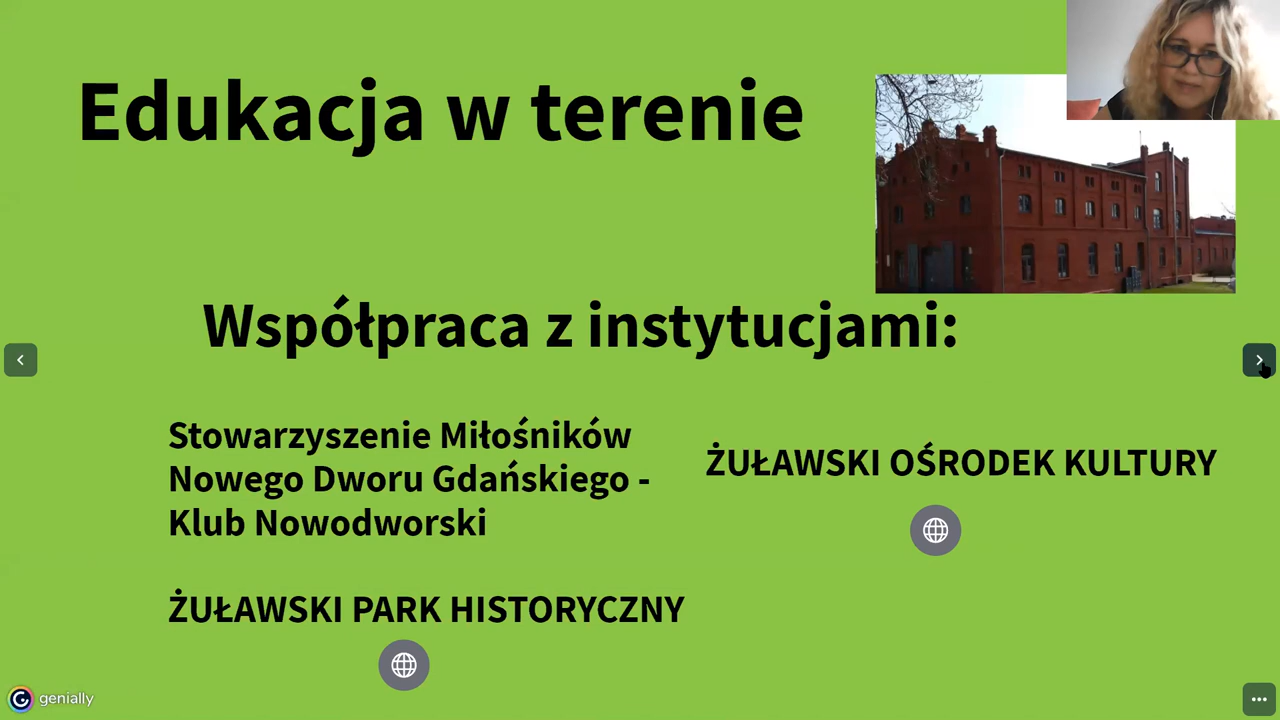 Edukacja w terenie
Współpraca z instytucjami:
Stowarzyszenie Miłośników
Nowego Dworu Gdańskiego -
Klub Nowodworski
ŻUŁAWSKI OŚRODEK KULTURY
ŻUŁAWSKI PARK HISTORYCZNY
genially